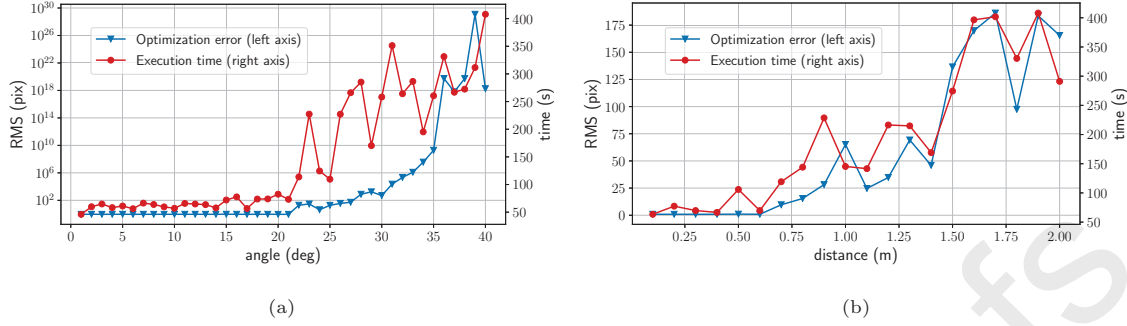 RMS (pix)
10^30
10^26
10^22
10^18
10^14
10^10
10^6
10^2
Optimization error (left axis)
Execution time (right axis)
400
350
300
250
200
150
100
50
time (s)
0 5 10 15 20 25 30 35 40
angle (deg)
(a)
RMS (pix)
175
150
125
100
75
50
25
0
Optimization error (left axis)
Execution time (right axis)
400
350
300
250
200
150
100
50
time (s)
0.25 0.50 0.75 1.00 1.25 1.50 1.75 2.00
distance (m)
(b)
fs